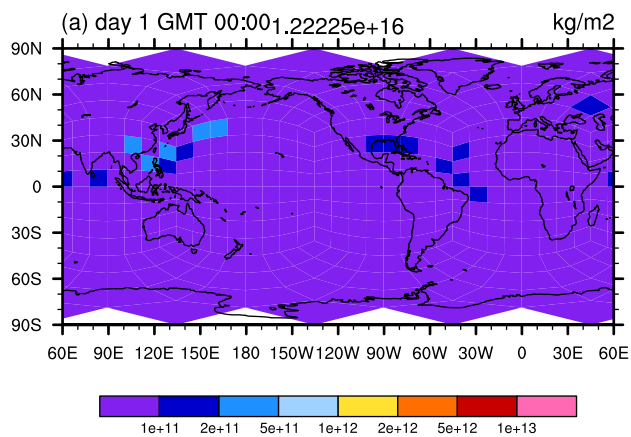 (a) day 1 GMT 00:00 1.22225e+16 kg/m2
90N
60N
30N
0
30S
60S
90S
60E 90E 120E 150E 180 150W 120W 90W 60W 30W 0 30E 60E
1e+11 2e+11 5e+11 1e+12 2e+12 5e+12 1e+13